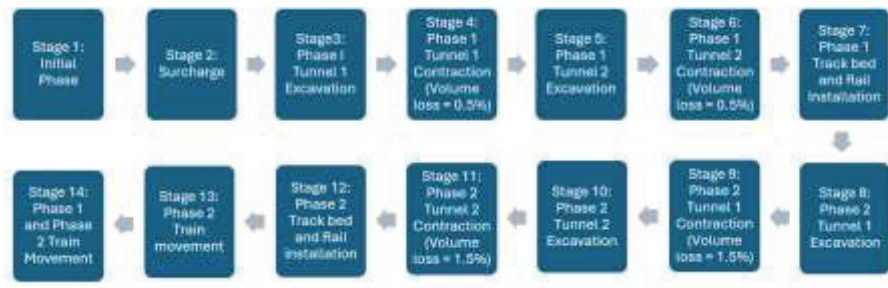 Stage 1:
Initial
Phase
Stage 2:
Surcharge
Stage3:
Phase I
Tunnel 1
Excavation
Stage 4:
Phase 1
Tunnel 1
Contraction
(Volume
loss = 0.5%)
Stage 5:
Phase 1
Tunnel 2
Excavation
Stage 6:
Phase 1
Tunnel 2
Contraction
(Volume
loss = 0.5%)
Stage 7:
Phase 1
Track bed
and Rail
Installation
Stage 8:
Phase 2
Tunnel 1
Excavation
Stage 9:
Phase 2
Tunnel 1
Contraction
(Volume
loss = 1.5%)
Stage 10:
Phase 2
Tunnel 2
Excavation
Stage 11:
Phase 2
Tunnel 2
Contraction
(Volume
loss = 1.5%)
Stage 12:
Phase 2
Track bed
and Rail
installation
Stage 13:
Phase 2
Train
movement
Stage 14:
Phase 1
and Phase
2 Train
Movement